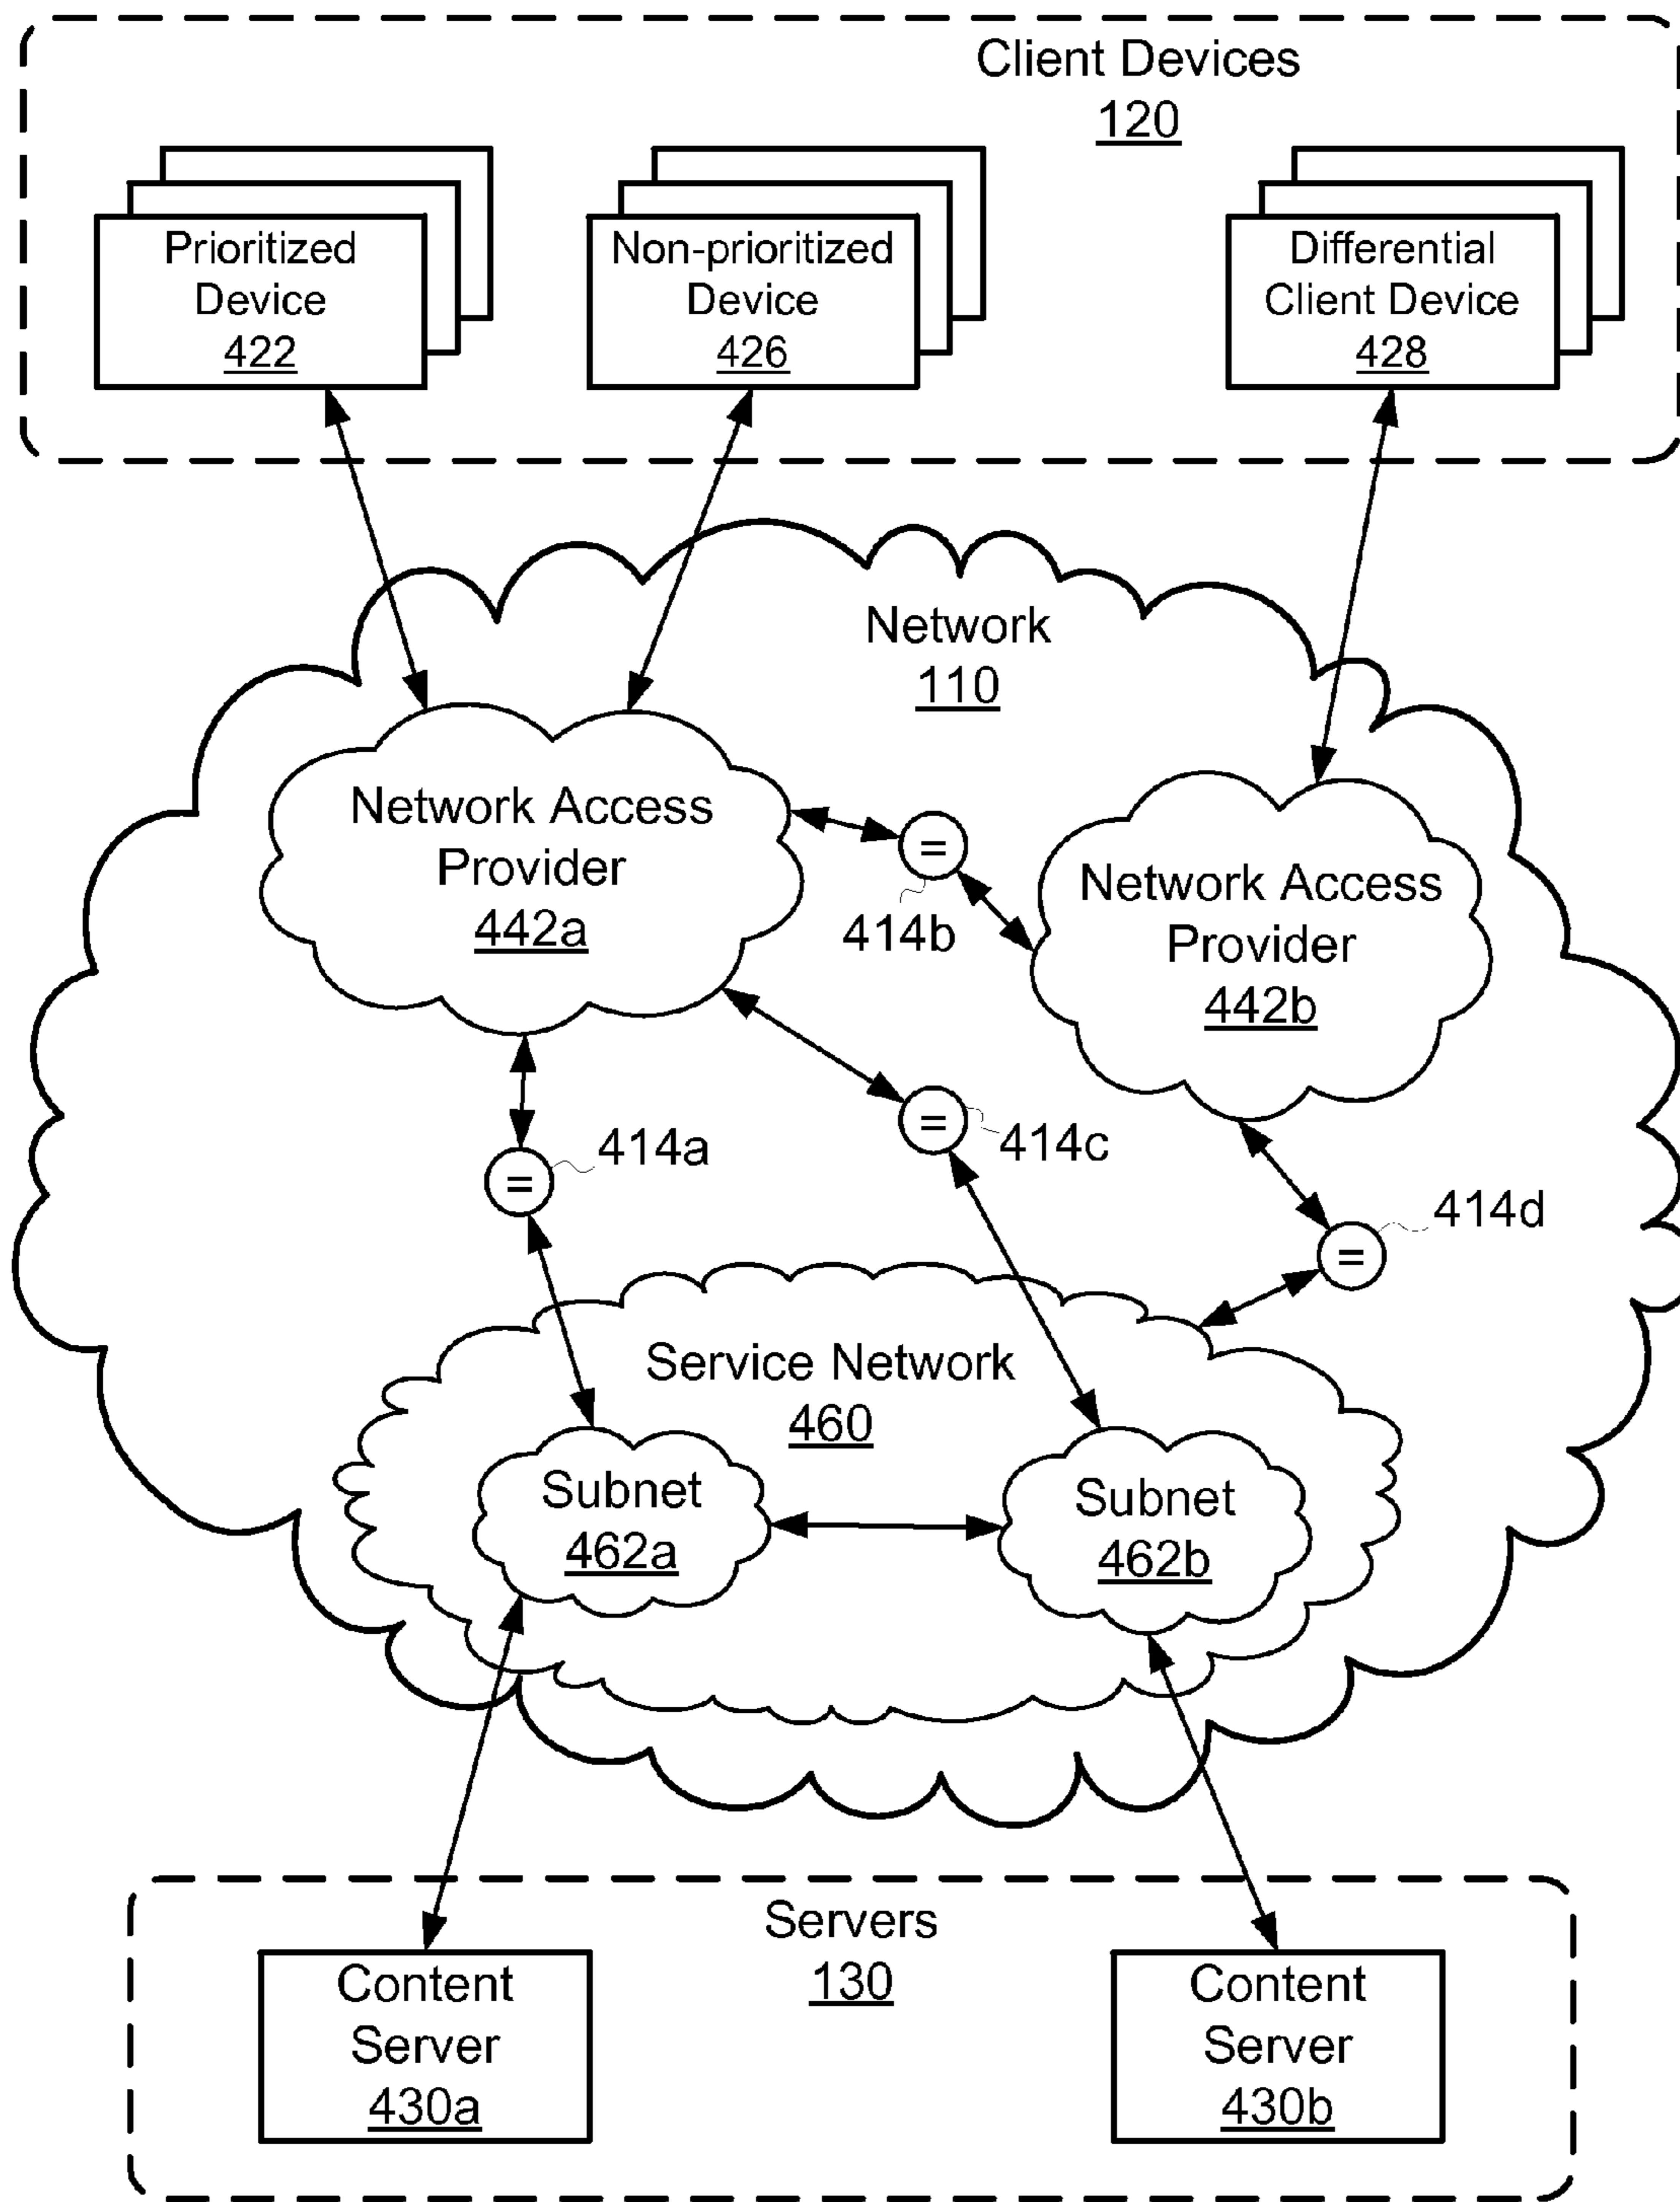 Client Devices
120
Prioritized
Device
422
Non-prioritized
Device
426
Differential
Client Device
428
Network
110
Network Access
Provider
442a
=
414b
Network Access
Provider
442b
=
414a
=
414c
=
414d
Service Network
460
Subnet
462a
Subnet
462b
Servers
130
Content
Server
430a
Content
Server
430b